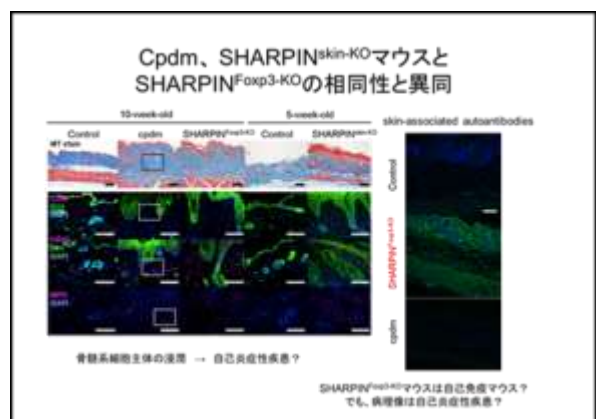 Cpdm、SHARPINskin-KOマウスと
SHARPINFoxp3-KOの相同性と異同
10-week-old
5-week-old
skin-associated autoantibodies
Control
cpdm
SHARPINFoxp3-KO
Control
SHARPINskin-KO
MT stain
Control
SHARPINFoxp3-KO
cpdm
骨髄系細胞主体の浸潤 → 自己炎症性疾患？
SHARPINFoxp3-KOマウスは自己免疫マウス？
でも、病理像は自己炎症性疾患？